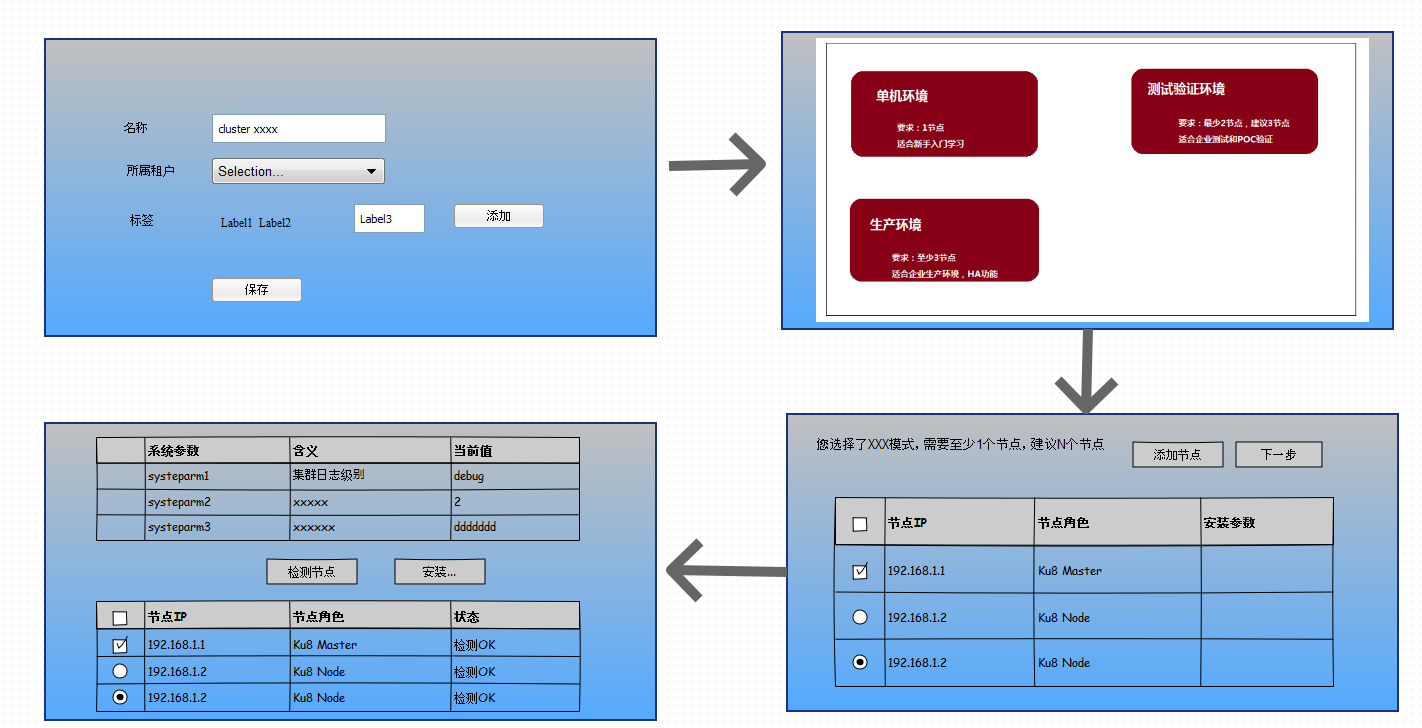 名称
cluster xxxx
所属租户
Selection...
标签
Label1 Label2
Label3
添加
保存
单机环境
要求：1节点
适合新手入门学习
测试验证环境
要求：最少2节点，建议3节点
适合企业测试和POC验证
生产环境
要求：至少3节点
适合企业生产环境，HA功能
您选择了XXX模式，需要至少1个节点，建议N个节点
添加节点
下一步
节点IP 节点角色 安装参数
192.168.1.1 Ku8 Master
192.168.1.2 Ku8 Node
192.168.1.2 Ku8 Node
系统参数 含义 当前值
systeparm1 集群日志级别 debug
systeparm2 xxxxx 2
systeparm3 xxxxxx ddddddd
检测节点
安装...
节点IP 节点角色 状态
192.168.1.1 Ku8 Master 检测OK
192.168.1.2 Ku8 Node 检测OK
192.168.1.2 Ku8 Node 检测OK